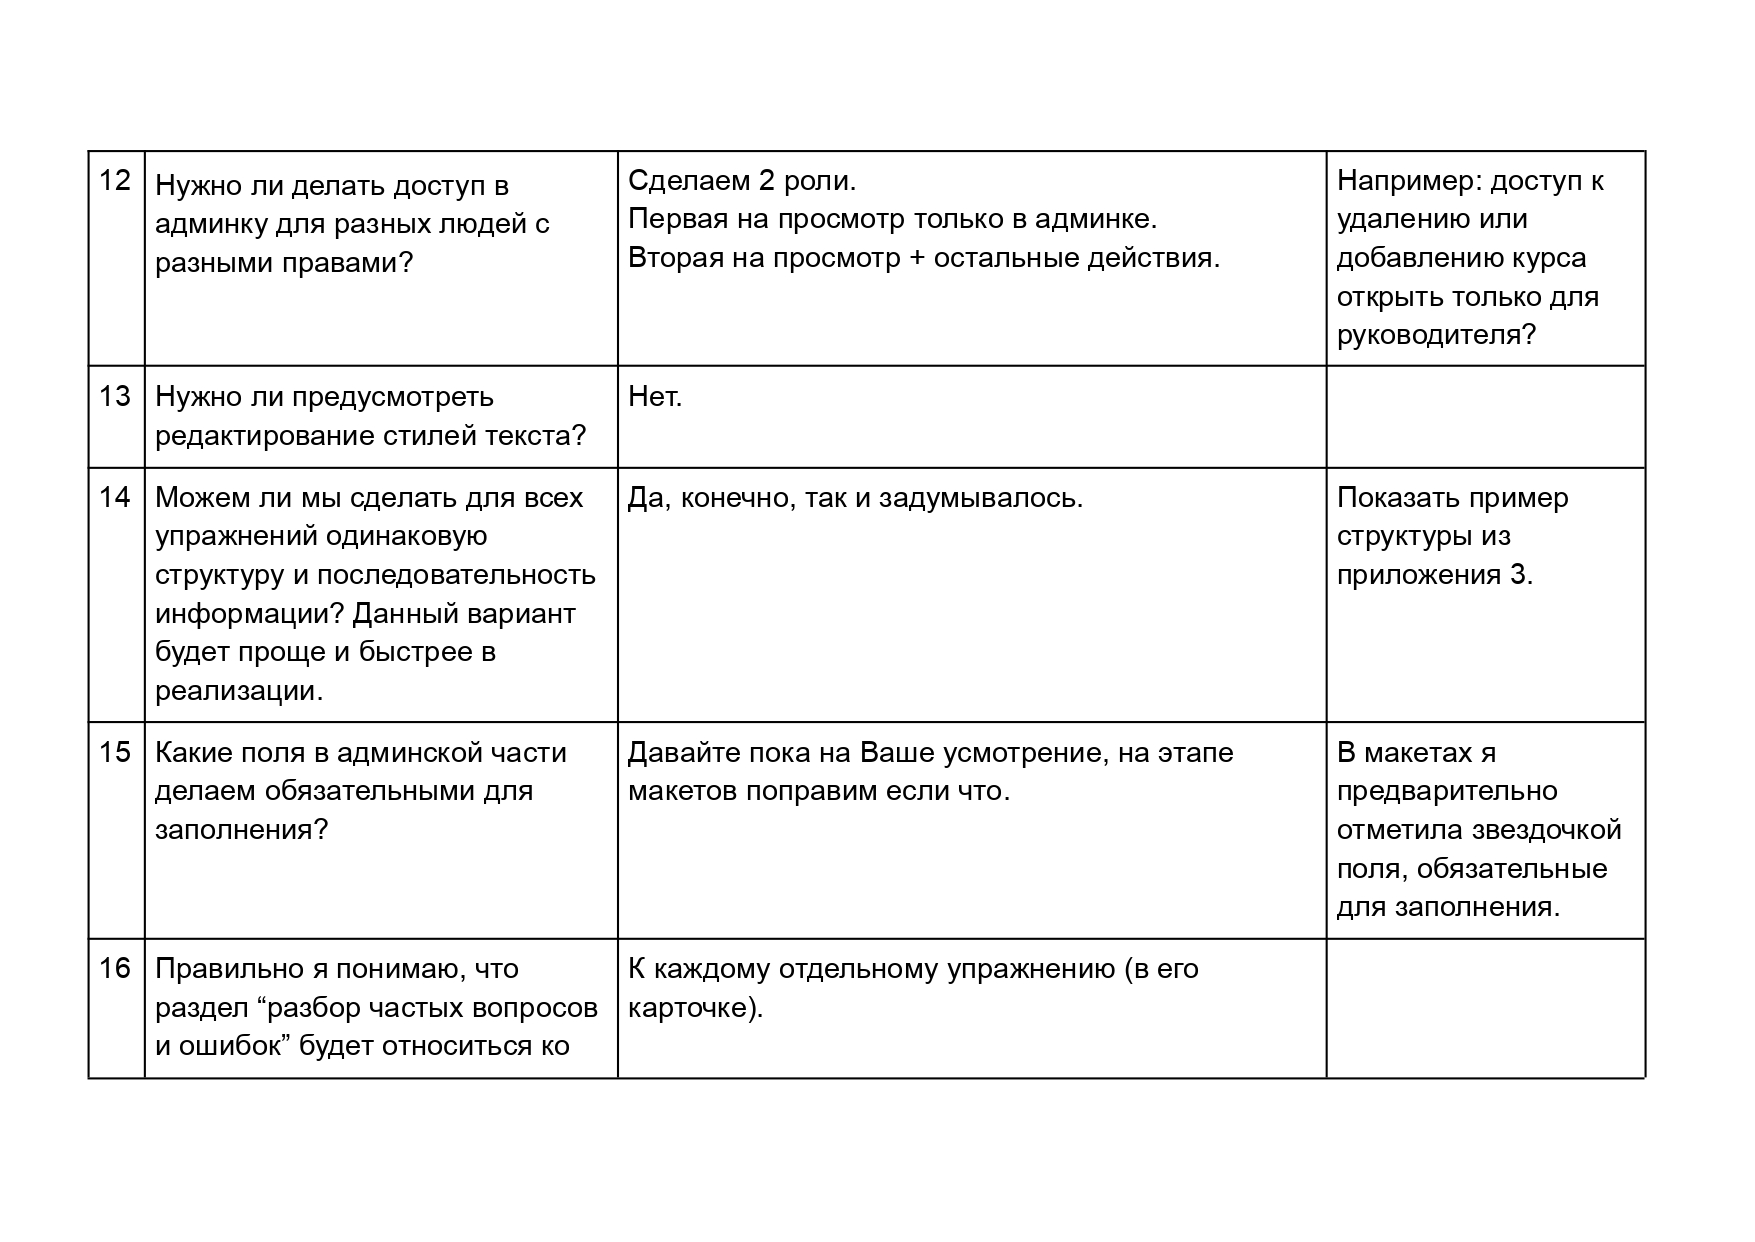 12
Нужно ли делать доступ в
админку для разных людей с
разными правами?
Сделаем 2 роли.
Первая на просмотр только в админке.
Вторая на просмотр + остальные действия.
Например: доступ к
удалению или
добавлению курса
открыть только для
руководителя?
13
Нужно ли предусмотреть
редактирование стилей текста?
Нет.
14
Можем ли мы сделать для всех
упражнений одинаковую
структуру и последовательность
информации? Данный вариант
будет проще и быстрее в
реализации.
Да, конечно, так и задумывалось.
Показать пример
структуры из
приложения 3.
15
Какие поля в админской части
делаем обязательными для
заполнения?
Давайте пока на Ваше усмотрение, на этапе
макетов поправим если что.
В макетах я
предварительно
отметила звездочкой
поля, обязательные
для заполнения.
16
Правильно я понимаю, что
раздел “разбор частых вопросов
и ошибок” будет относиться ко
К каждому отдельному упражнению (в его
карточке).